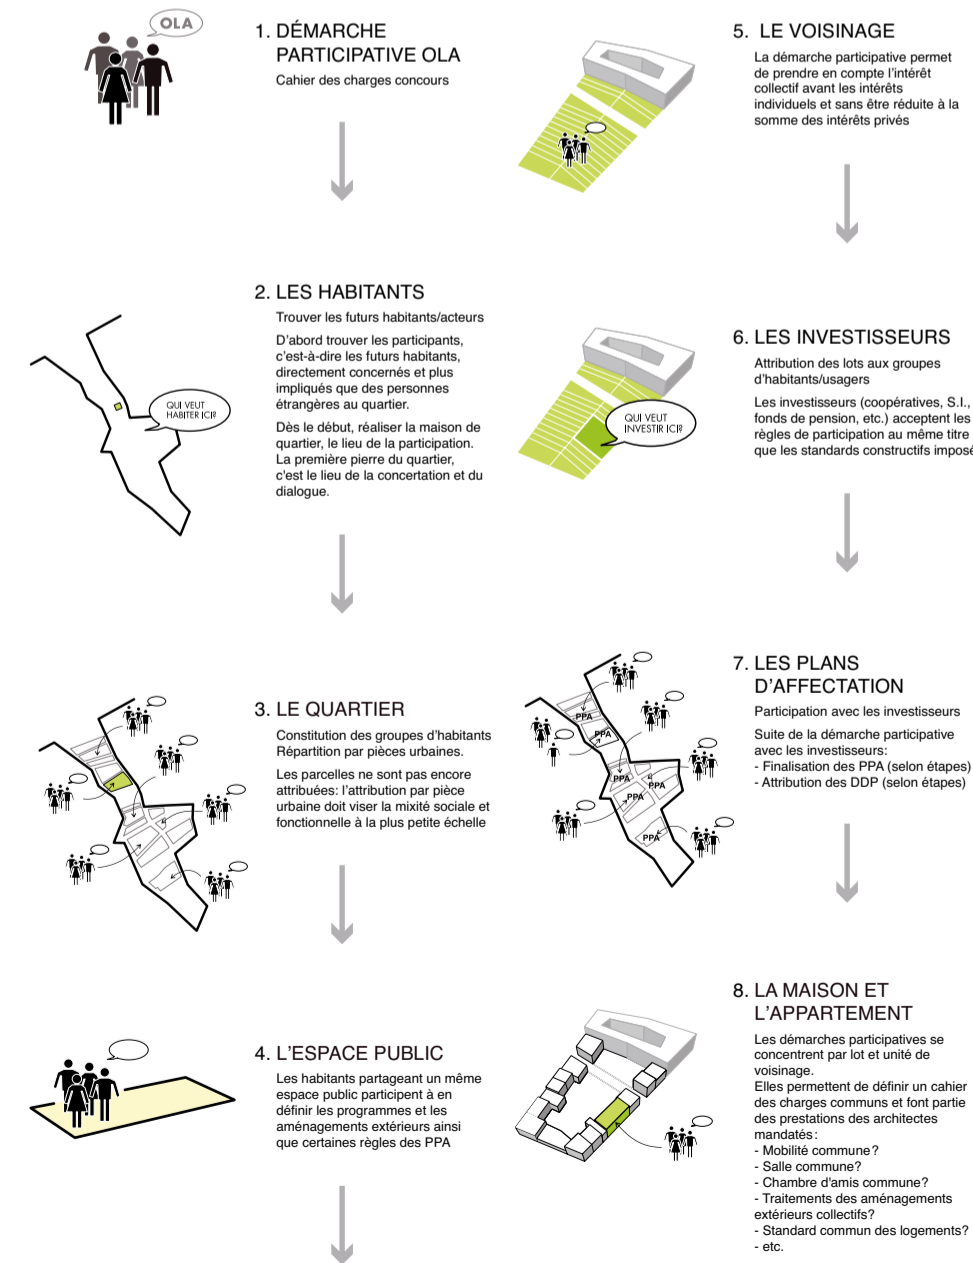 OLA
1. DÉMARCHE
PARTICIPATIVE OLA
Cahier des charges concours
2. LES HABITANTS
Trouver les futurs habitants/acteurs
D'abord trouver les participants,
c'est-à-dire les futurs habitants,
directement concernés et plus
impliqués que des personnes
étrangères au quartier.
Dès le début, réaliser la maison de
quartier, le lieu de la participation.
La première pierre du quartier,
c'est le lieu de la concertation et du
dialogue.
QUI VEUT
HABITER ICI?
3. LE QUARTIER
Constitution des groupes d'habitants
Répartition par pièces urbaines.
Les parcelles ne sont pas encore
attribuées: l'attribution par pièce
urbaine doit viser la mixité sociale et
fonctionnelle à la plus petite échelle
4. L'ESPACE PUBLIC
Les habitants partageant un même
espace public participent à en
définir les programmes et les
aménagements extérieurs ainsi
que certaines règles des PPA
5. LE VOISINAGE
La démarche participative permet
de prendre en compte l'intérêt
collectif avant les intérêts
individuels et sans être réduite à la
somme des intérêts privés
6. LES INVESTISSEURS
Attribution des lots aux groupes
d'habitants/usagers
Les investisseurs (coopératives, S.I.,
fonds de pension, etc.) acceptent les
règles de participation au même titre
que les standards constructifs imposé
QUI VEUT
INVESTIR ICI?
7. LES PLANS
D'AFFECTATION
Participation avec les investisseurs
Suite de la démarche participative
avec les investisseurs:
- Finalisation des PPA (selon étapes)
- Attribution des DDP (selon étapes)
PPA
PPA
PPA
PPA
PPA
PPA
8. LA MAISON ET
L'APPARTEMENT
Les démarches participatives se
concentrent par lot et unité de
voisinage.
Elles permettent de définir un cahier
des charges communs et font partie
des prestations des architectes
mandatés:
- Mobilité commune?
- Salle commune?
- Chambre d'amis commune?
- Traitements des aménagements
extérieurs collectifs?
- Standard commun des logements?
- etc.